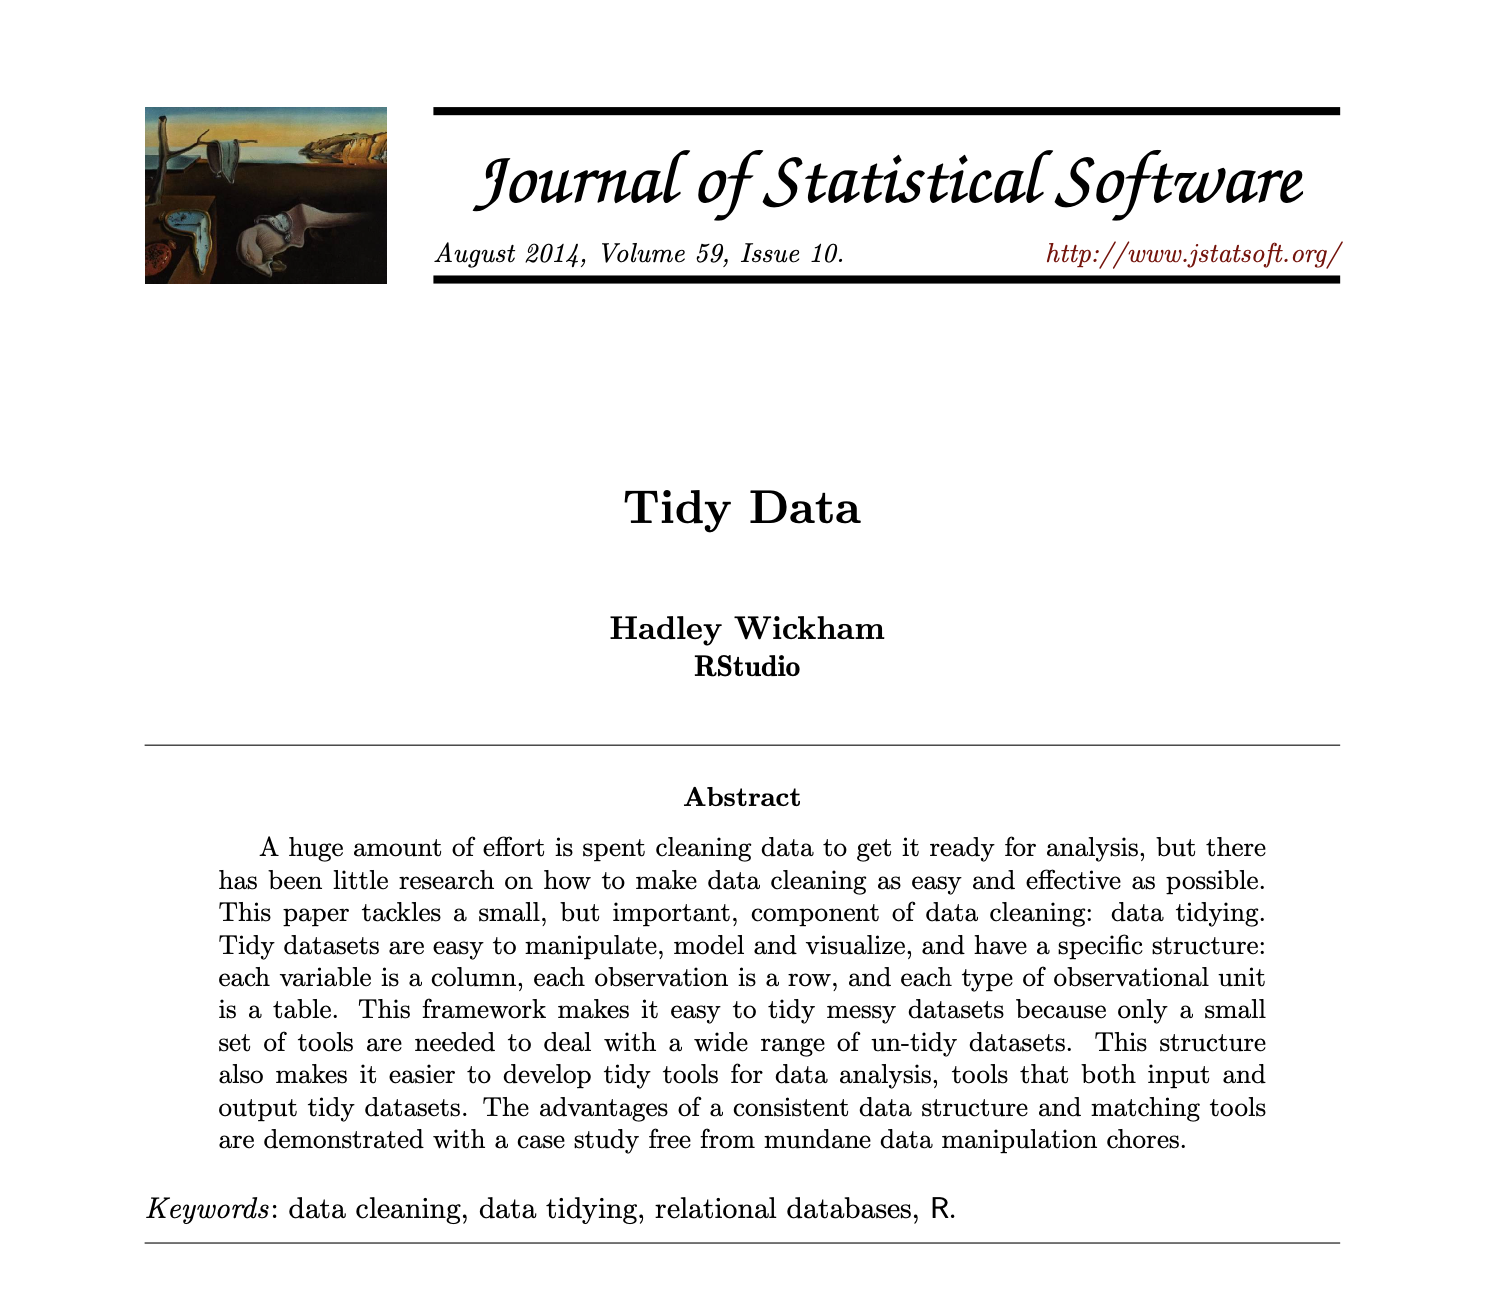 Journal of Statistical Software
August 2014, Volume 59, Issue 10. http://www.jstatsoft.org/
Tidy Data
Hadley Wickham
RStudio
Abstract
A huge amount of effort is spent cleaning data to get it ready for analysis, but there
has been little research on how to make data cleaning as easy and effective as possible.
This paper tackles a small, but important, component of data cleaning: data tidying.
Tidy datasets are easy to manipulate, model and visualize, and have a specific structure:
each variable is a column, each observation is a row, and each type of observational unit
is a table. This framework makes it easy to tidy messy datasets because only a small
set of tools are needed to deal with a wide range of un-tidy datasets. This structure
also makes it easier to develop tidy tools for data analysis, tools that both input and
output tidy datasets. The advantages of a consistent data structure and matching tools
are demonstrated with a case study free from mundane data manipulation chores.
Keywords: data cleaning, data tidying, relational databases, R.